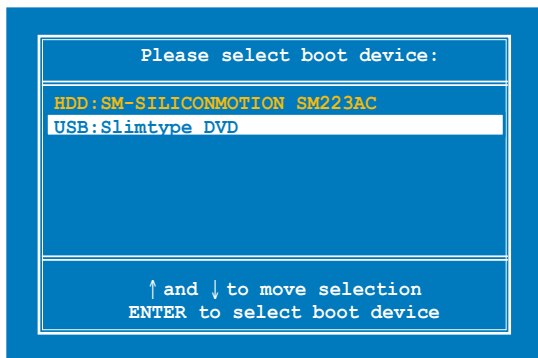 Please select boot device:
HDD:SM-SILICONMOTION SM223AC
USB:Slimtype DVD
↑and ↓to move selection
ENTER to select boot device